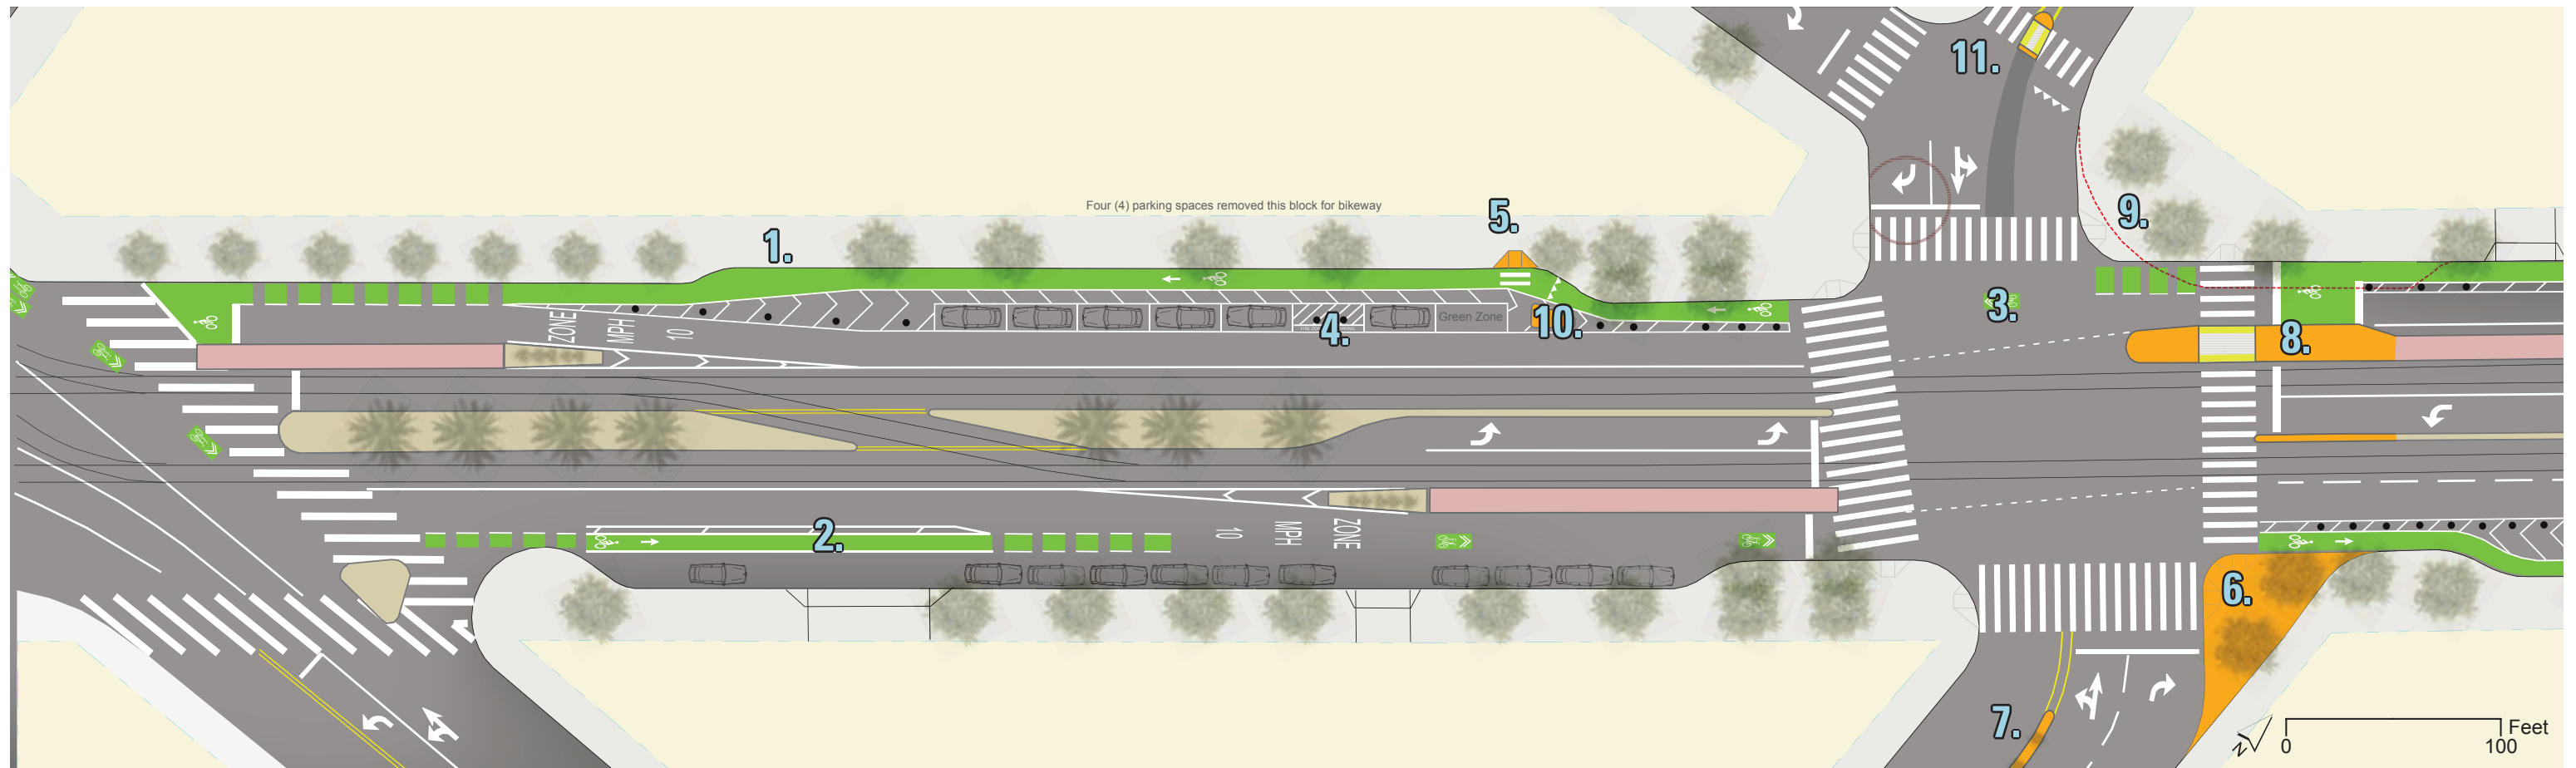 11.
Four (4) parking spaces removed this block for bikeway
1.
5.
9.
ZONE
MPH
10
4.
Green Zone
10.
3.
8.
2.
10
MPH
ZONE
6.
7.
N
Feet
0
100